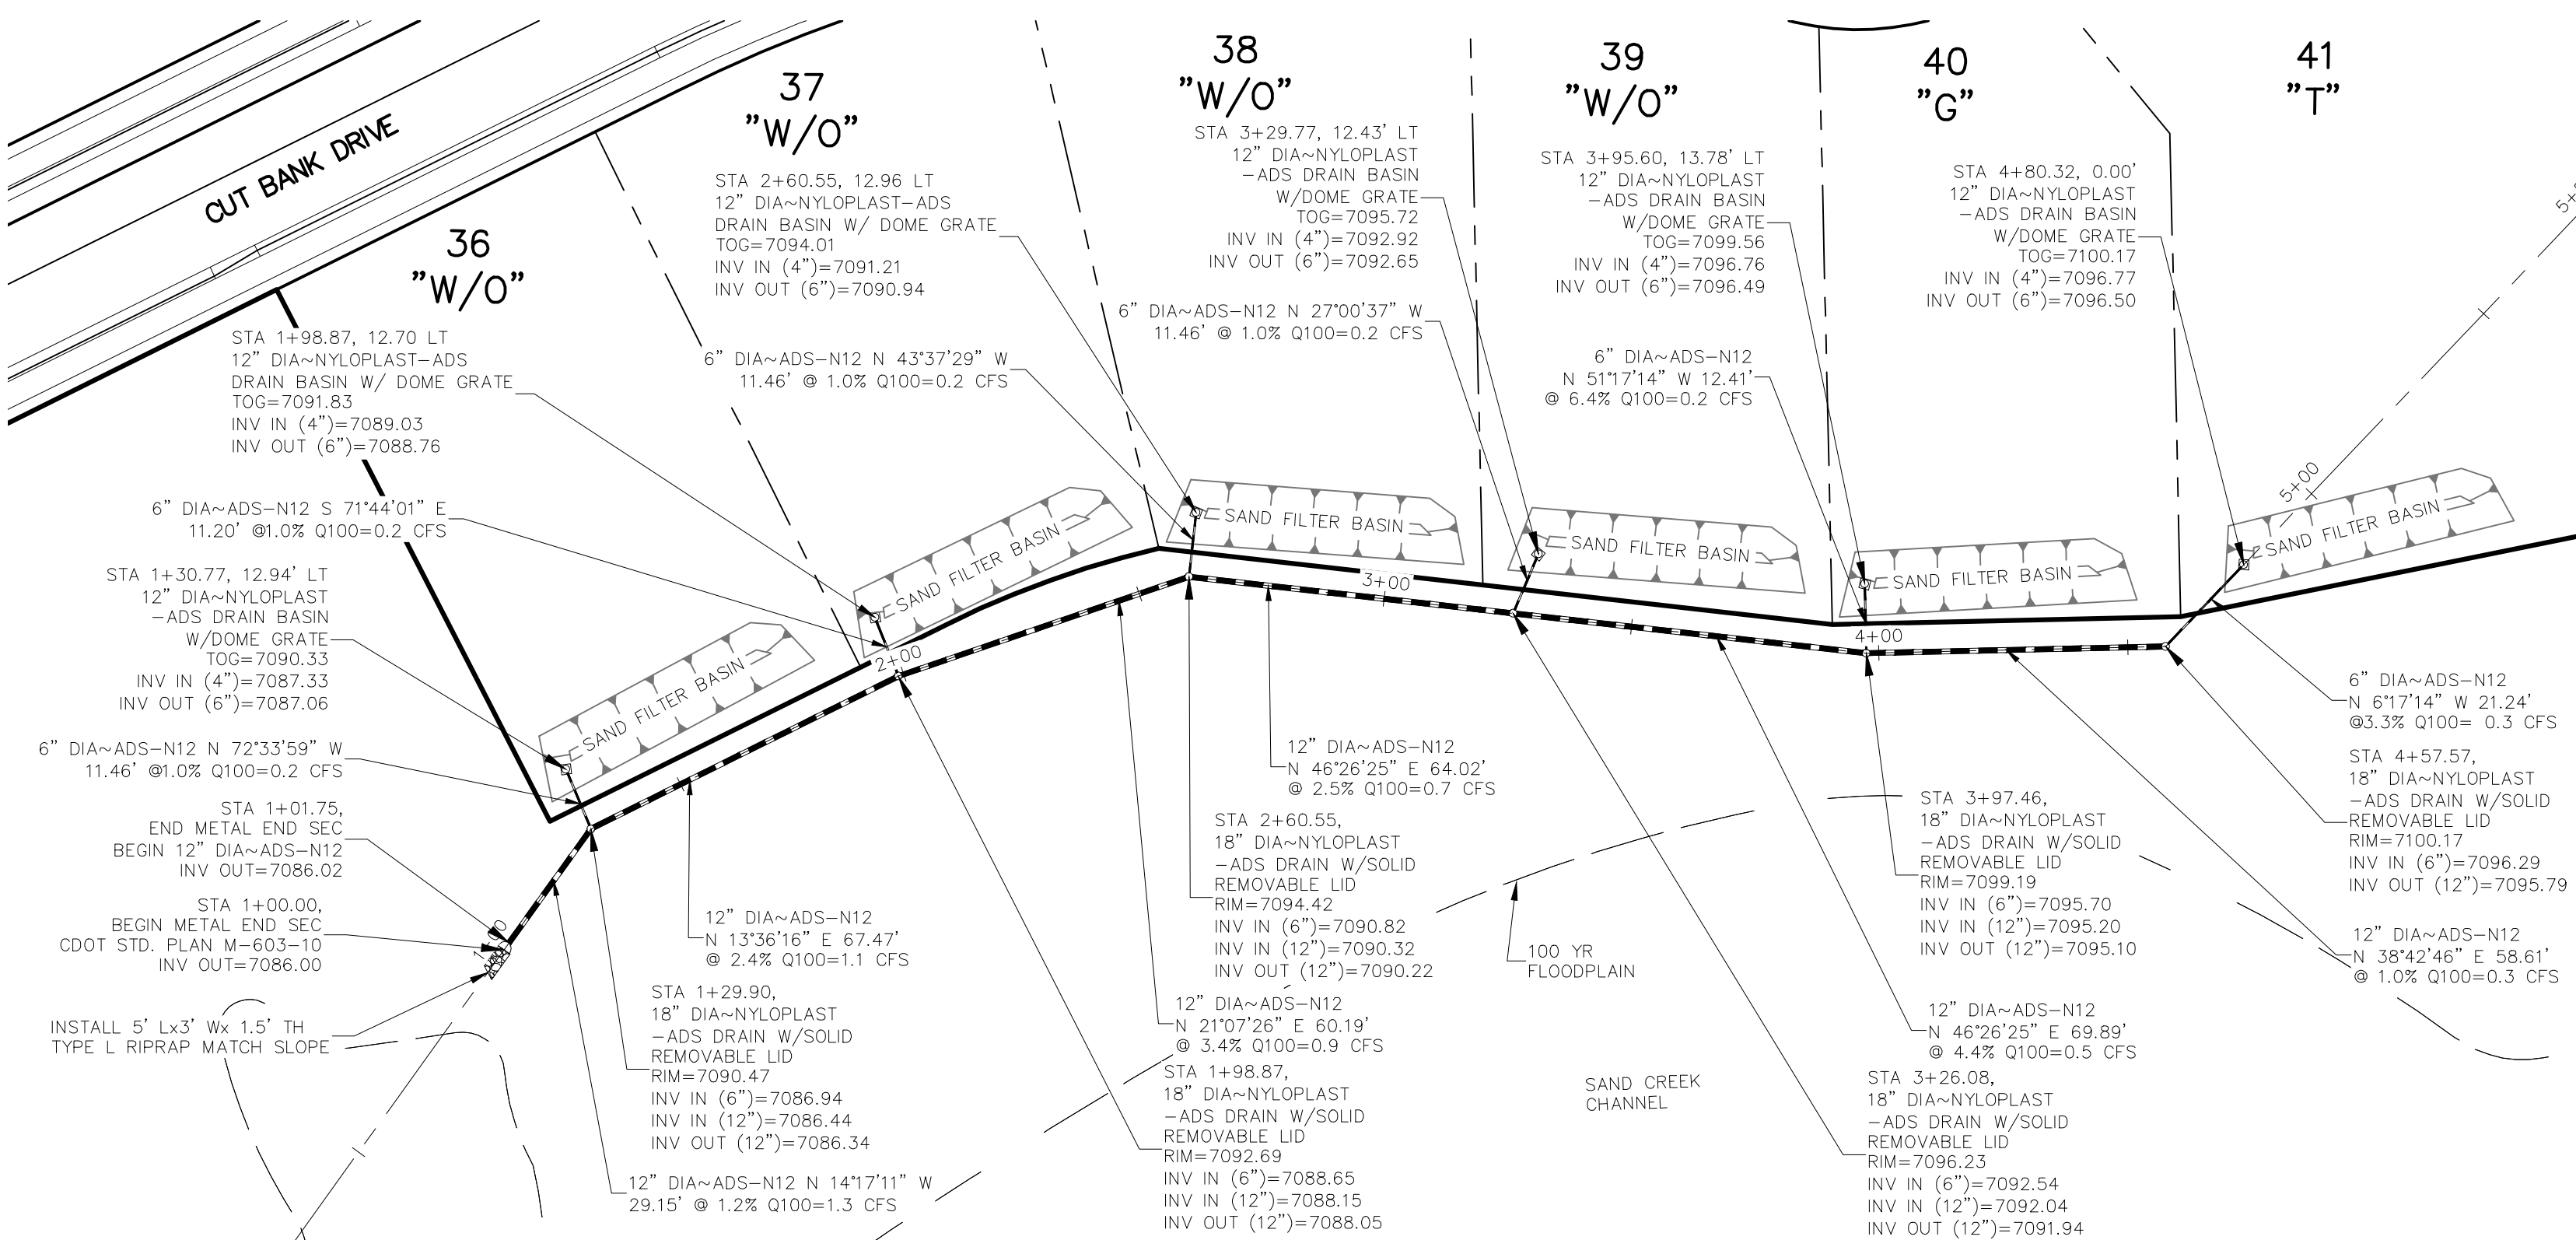 CUT BANK DRIVE
36
"W/O"
37
"W/O"
38
"W/O"
39
"W/O"
40
"G"
41
"T"
STA 1+98.87, 12.70 LT
12" DIA~NYLOPLAST-ADS
DRAIN BASIN W/ DOME GRATE
TOG=7091.83
INV IN (4")=7089.03
INV OUT (6")=7088.76
STA 2+60.55, 12.96 LT
12" DIA~NYLOPLAST-ADS
DRAIN BASIN W/ DOME GRATE
TOG=7094.01
INV IN (4")=7091.21
INV OUT (6")=7090.94
STA 3+29.77, 12.43' LT
12" DIA~NYLOPLAST
-ADS DRAIN BASIN
W/DOME GRATE
TOG=7095.72
INV IN (4")=7092.92
INV OUT (6")=7092.65
STA 3+95.60, 13.78' LT
12" DIA~NYLOPLAST
-ADS DRAIN BASIN
W/DOME GRATE
TOG=7099.56
INV IN (4")=7096.76
INV OUT (6")=7096.49
STA 4+80.32, 0.00'
12" DIA~NYLOPLAST
-ADS DRAIN BASIN
W/DOME GRATE
TOG=7100.17
INV IN (4")=7096.77
INV OUT (6")=7096.50
6" DIA~ADS-N12 N 43°37'29" W
11.46' @ 1.0% Q100=0.2 CFS
6" DIA~ADS-N12 N 27°00'37" W
11.46' @ 1.0% Q100=0.2 CFS
6" DIA~ADS-N12
N 51°17'14" W 12.41'
@ 6.4% Q100=0.2 CFS
6" DIA~ADS-N12 S 71°44'01" E
11.20' @1.0% Q100=0.2 CFS
STA 1+30.77, 12.94' LT
12" DIA~NYLOPLAST
-ADS DRAIN BASIN
W/DOME GRATE
TOG=7090.33
INV IN (4")=7087.33
INV OUT (6")=7087.06
6" DIA~ADS-N12 N 72°33'59" W
11.46' @1.0% Q100=0.2 CFS
STA 1+01.75,
END METAL END SEC
BEGIN 12" DIA~ADS-N12
INV OUT=7086.02
STA 1+00.00,
BEGIN METAL END SEC
CDOT STD. PLAN M-603-10
INV OUT=7086.00
INSTALL 5' Lx3' Wx 1.5' TH
TYPE L RIPRAP MATCH SLOPE
SAND FILTER BASIN
SAND FILTER BASIN
SAND FILTER BASIN
SAND FILTER BASIN
SAND FILTER BASIN
SAND FILTER BASIN
2+00
3+00
4+00
5+00
12" DIA~ADS-N12
N 13°36'16" E 67.47'
@ 2.4% Q100=1.1 CFS
STA 1+29.90,
18" DIA~NYLOPLAST
-ADS DRAIN W/SOLID
REMOVABLE LID
RIM=7090.47
INV IN (6")=7086.94
INV IN (12")=7086.44
INV OUT (12")=7086.34
12" DIA~ADS-N12 N 14°17'11" W
29.15' @ 1.2% Q100=1.3 CFS
12" DIA~ADS-N12
N 46°26'25" E 64.02'
@ 2.5% Q100=0.7 CFS
STA 2+60.55,
18" DIA~NYLOPLAST
-ADS DRAIN W/SOLID
REMOVABLE LID
RIM=7094.42
INV IN (6")=7090.82
INV IN (12")=7090.32
INV OUT (12")=7090.22
12" DIA~ADS-N12
N 21°07'26" E 60.19'
@ 3.4% Q100=0.9 CFS
STA 1+98.87,
18" DIA~NYLOPLAST
-ADS DRAIN W/SOLID
REMOVABLE LID
RIM=7092.69
INV IN (6")=7088.65
INV IN (12")=7088.15
INV OUT (12")=7088.05
100 YR
FLOODPLAIN
SAND CREEK
CHANNEL
STA 3+97.46,
18" DIA~NYLOPLAST
-ADS DRAIN W/SOLID
REMOVABLE LID
RIM=7099.19
INV IN (6")=7095.70
INV IN (12")=7095.20
INV OUT (12")=7095.10
12" DIA~ADS-N12
N 46°26'25" E 69.89'
@ 4.4% Q100=0.5 CFS
STA 3+26.08,
18" DIA~NYLOPLAST
-ADS DRAIN W/SOLID
REMOVABLE LID
RIM=7096.23
INV IN (6")=7092.54
INV IN (12")=7092.04
INV OUT (12")=7091.94
6" DIA~ADS-N12
N 6°17'14" W 21.24'
@3.3% Q100= 0.3 CFS
STA 4+57.57,
18" DIA~NYLOPLAST
-ADS DRAIN W/SOLID
REMOVABLE LID
RIM=7100.17
INV IN (6")=7096.29
INV OUT (12")=7095.79
12" DIA~ADS-N12
N 38°42'46" E 58.61'
@ 1.0% Q100=0.3 CFS